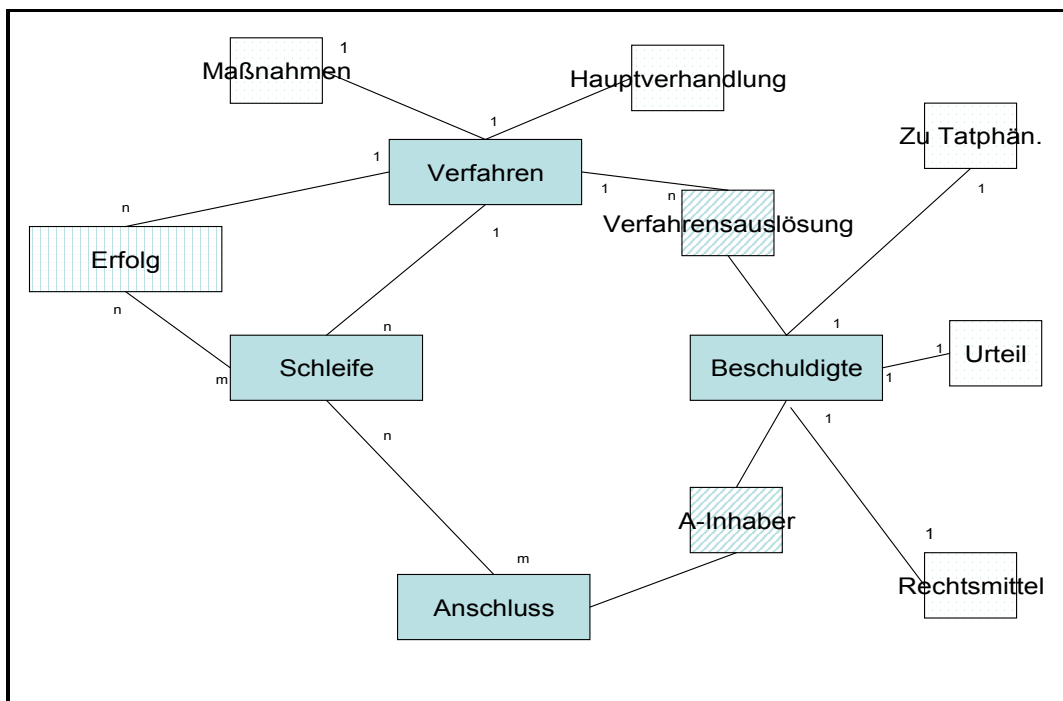 1
Maßnahmen
Hauptverhandlung
1
1
Zu Tatphän.
1
Verfahren
1
n
1
n
Verfahrensauslösung
Erfolg
1
n
n
1
Schleife
m
Beschuldigte
1
1
Urteil
n
1
A-Inhaber
1
m
Anschluss
Rechtsmittel